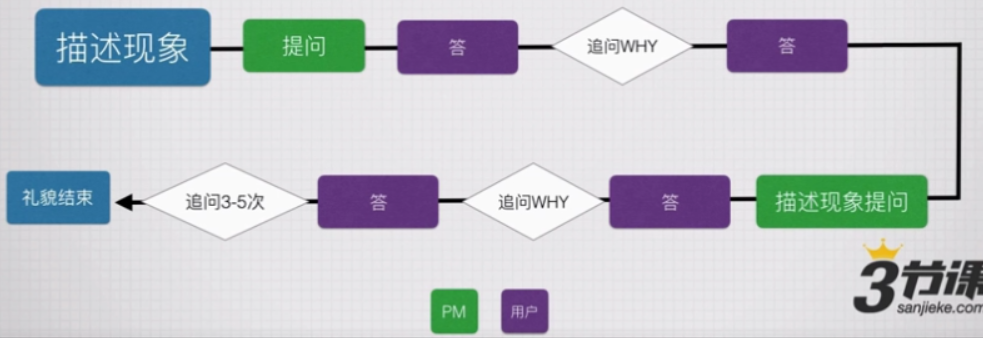 描述现象
提问
答
追问WHY
答
描述现象提问
答
追问WHY
答
追问3-5次
礼貌结束
PM
用户
3节课
sanjieke.com